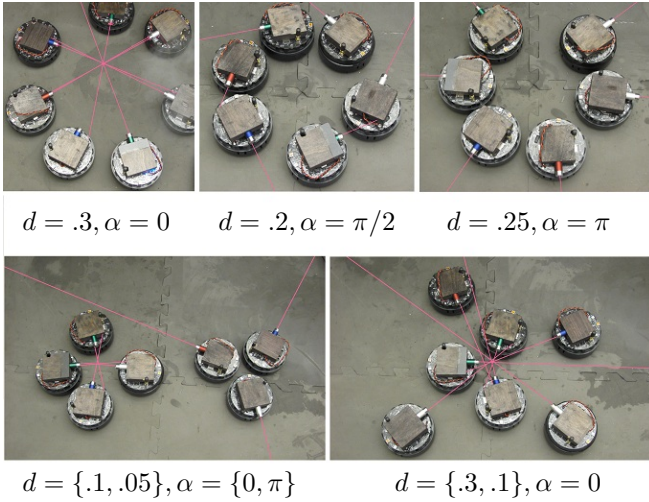 d = .3, α = 0
d = .2, α = π/2
d = .25, α = π
d = {.1, .05}, α = {0, π}
d = {.3, .1}, α = 0